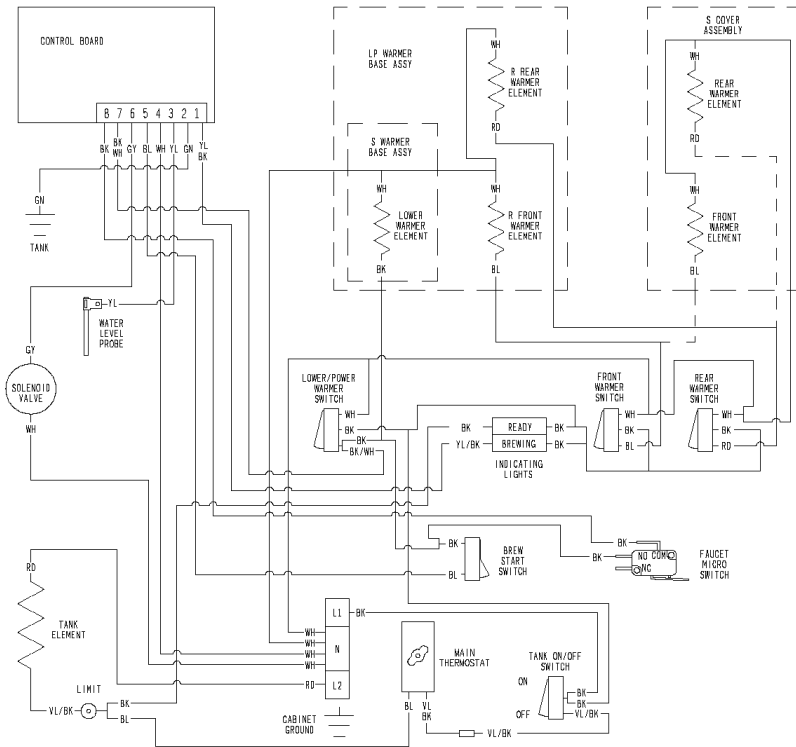 CONTROL BOARD
8 7 6 5 4 3 2 1
BK
BK
WH
GY
BL
WH
YL
GN
YL
BK
GN
TANK
YL
WATER
LEVEL
PROBE
GY
SOLENOID
VALVE
WH
LP WARMER
BASE ASSY
WH
R REAR
WARMER
ELEMENT
RD
S WARMER
BASE ASSY
WH
LOWER
WARMER
ELEMENT
BK
WH
R FRONT
WARMER
ELEMENT
BL
S COVER
ASSEMBLY
WH
REAR
WARMER
ELEMENT
RD
WH
FRONT
WARMER
ELEMENT
BL
LOWER/POWER
WARMER
SWITCH
WH
BK
BK
BK/WH
BK
READY
BK
YL/BK
BREWING
BK
INDICATING
LIGHTS
FRONT
WARMER
SWITCH
WH
BK
BL
REAR
WARMER
SWITCH
WH
BK
RD
BK
BL
BREW
START
SWITCH
BK
BK
NO COM
NC
FAUCET
MICRO
SWITCH
RD
TANK
ELEMENT
LIMIT
VL/BK
BK
BL
L1
BK
WH
WH
N
WH
WH
RD
L2
CABINET
GROUND
MAIN
THERMOSTAT
BL
VL
BK
VL/BK
TANK ON/OFF
SWITCH
ON
OFF
BK
BK
VL/BK